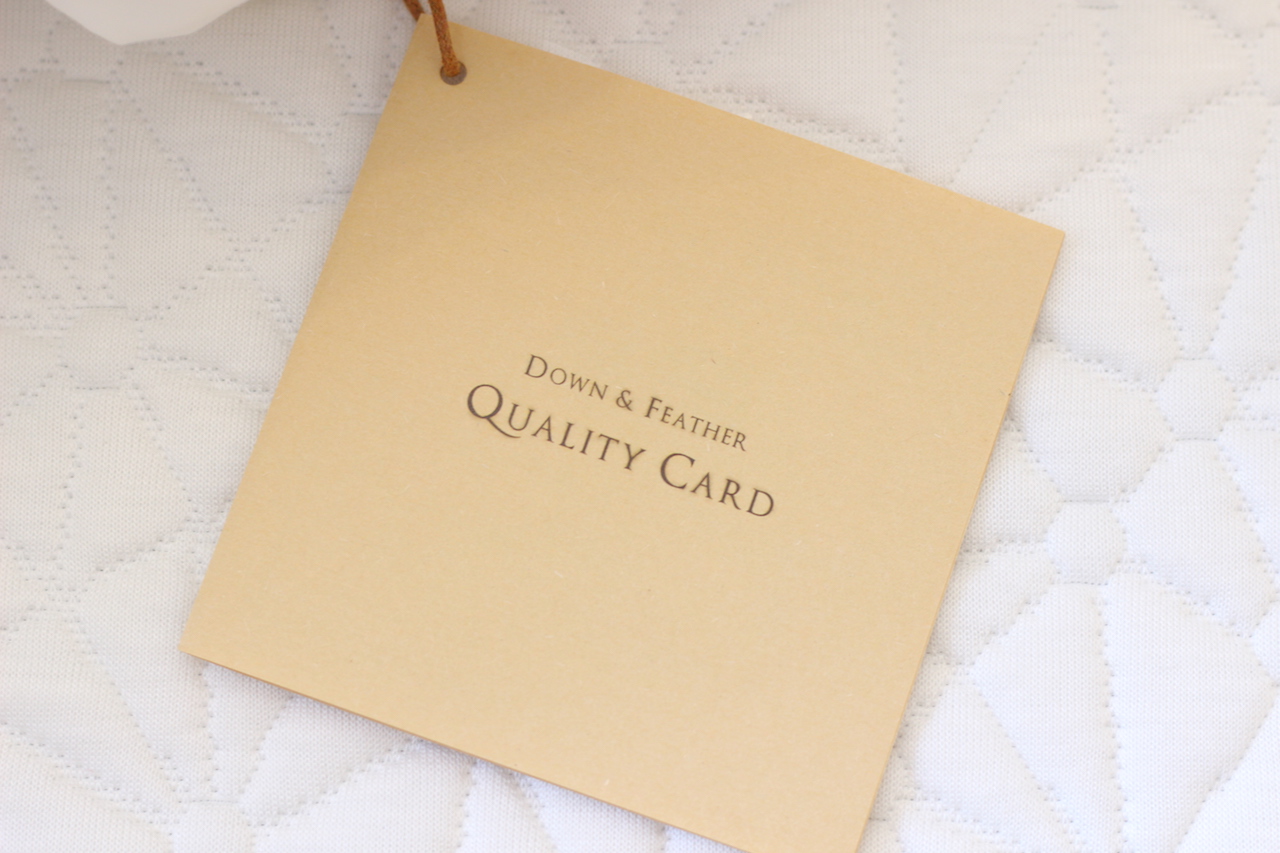 Down & Feather
Quality Card